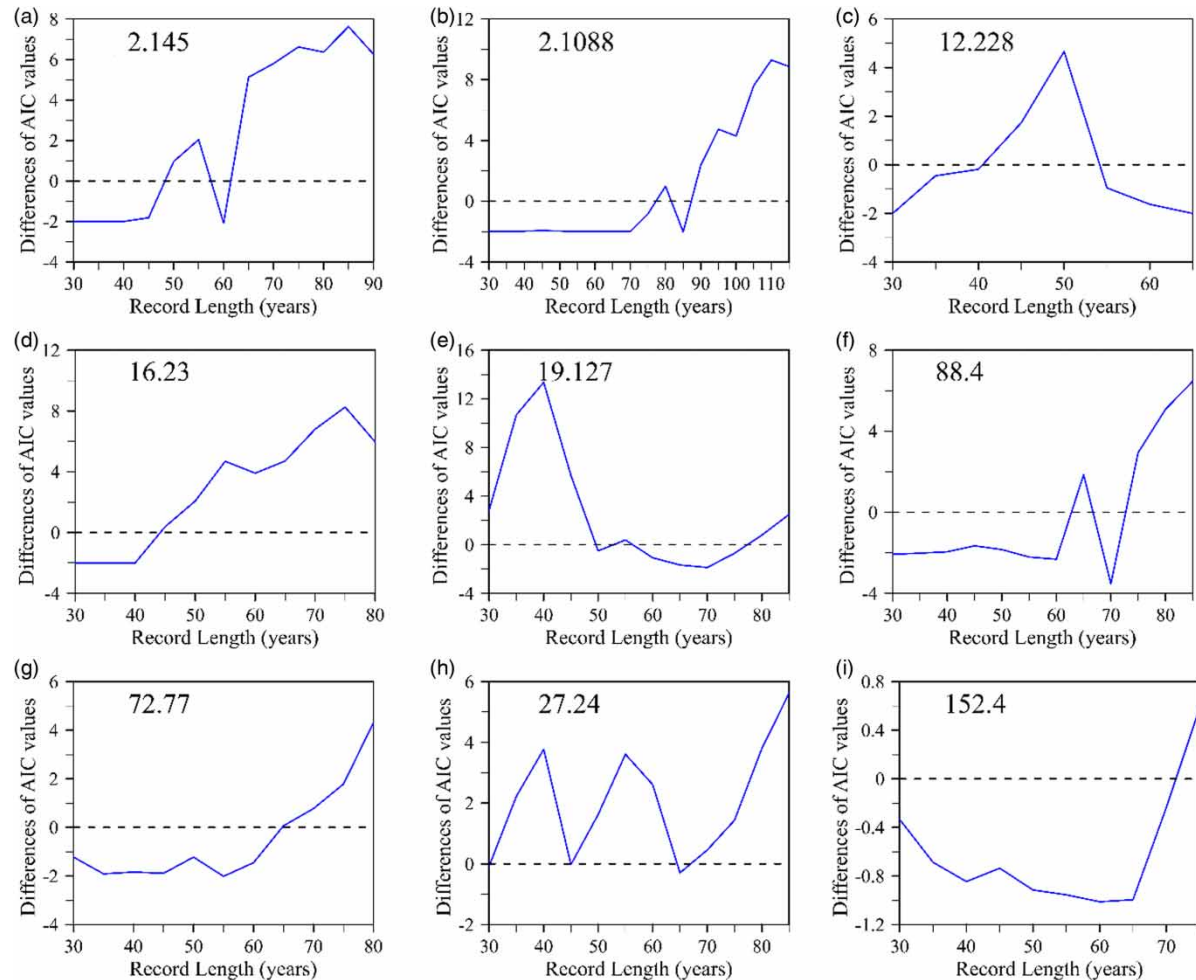 (a)
2.145
Differences of AIC values
8
6
4
2
0
-2
-4
30 40 50 60 70 80 90
Record Length (years)
(b)
2.1088
Differences of AIC values
12
8
4
0
-4
30 40 50 60 70 80 90 100 110
Record Length (years)
(c)
12.228
Differences of AIC values
6
4
2
0
-2
-4
30 40 50 60
Record Length (years)
(d)
16.23
Differences of AIC values
12
8
4
0
-4
30 40 50 60 70 80
Record Length (years)
(e)
19.127
Differences of AIC values
16
12
8
4
0
-4
30 40 50 60 70 80
Record Length (years)
(f)
88.4
Differences of AIC values
8
4
0
-4
30 40 50 60 70 80
Record Length (years)
(g)
72.77
Differences of AIC values
6
4
2
0
-2
-4
30 40 50 60 70 80
Record Length (years)
(h)
27.24
Differences of AIC values
6
4
2
0
-2
30 40 50 60 70 80
Record Length (years)
(i)
152.4
Differences of AIC values
0.8
0.4
0
-0.4
-0.8
-1.2
30 40 50 60 70
Record Length (years)